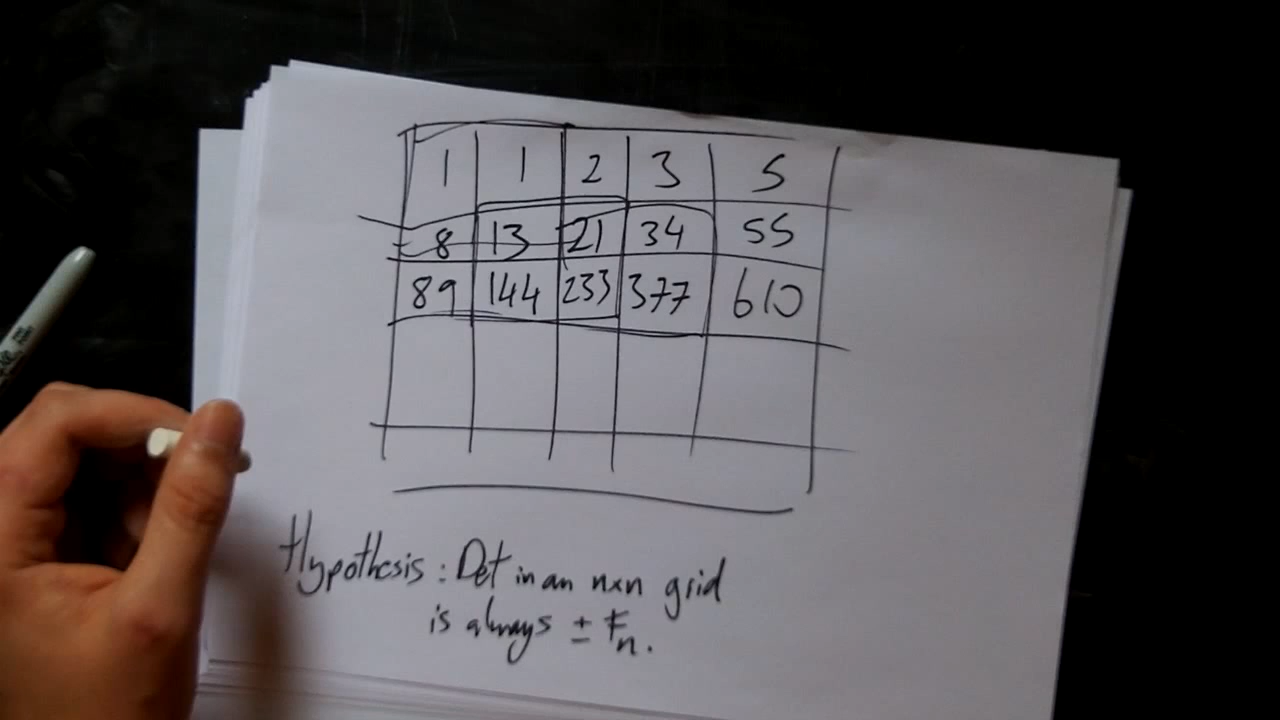 1 1 2 3 5
8 13 21 34 55
89 144 233 377 610
Hypothesis: Det in an nxn grid
is always ± Fn.